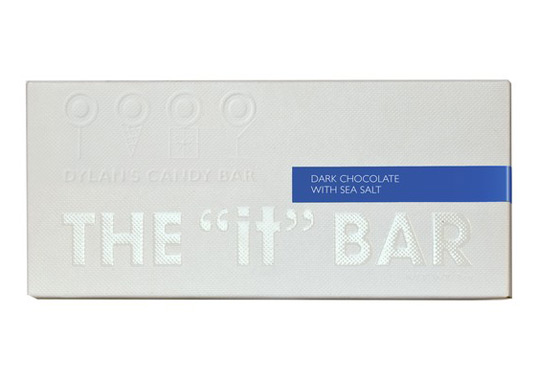 DYLAN'S CANDY BAR
DARK CHOCOLATE
WITH SEA SALT
THE “it” BAR